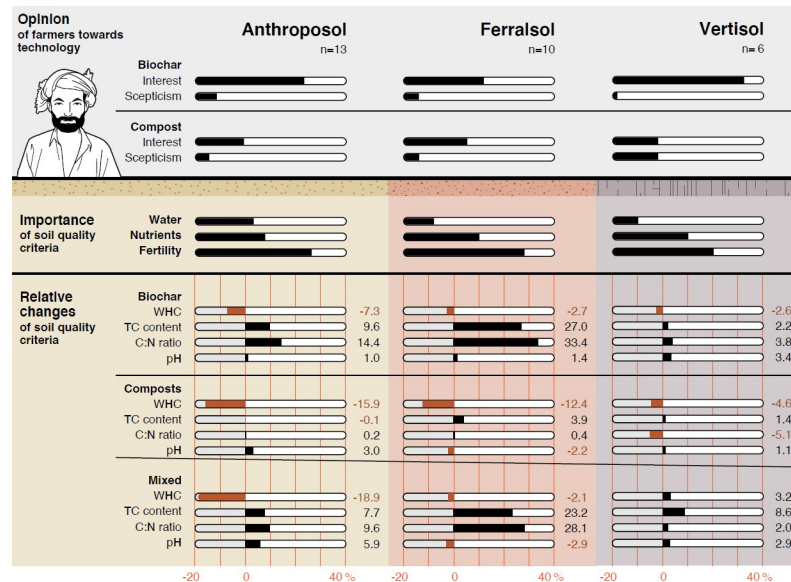 Opinion
of farmers towards
technology
Anthroposol
n=13
Ferralsol
n=10
Vertisol
n= 6
Biochar
Interest
Scepticism
Compost
Interest
Scepticism
Importance
of soil quality
criteria
Water
Nutrients
Fertility
Relative
changes
of soil quality
criteria
Biochar
WHC -7.3 -2.7 -2.6
TC content 9.6 27.0 2.2
C:N ratio 14.4 33.4 3.8
pH 1.0 1.4 3.4
Composts
WHC -15.9 -12.4 -4.6
TC content -0.1 3.9 1.4
C:N ratio 0.2 0.4 -5.1
pH 3.0 -2.2 1.1
Mixed
WHC -18.9 -2.1 3.2
TC content 7.7 23.2 8.6
C:N ratio 9.6 28.1 2.0
pH 5.9 -2.9 2.9
-20 0 40 % -20 0 40 % -20 0 40 %